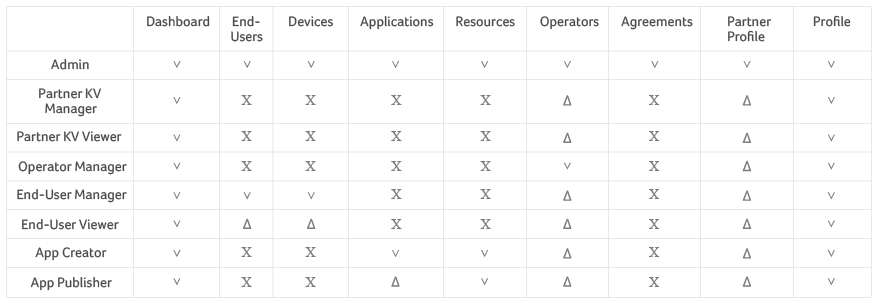 Dashboard End-Users Devices Applications Resources Operators Agreements Partner Profile Profile
Admin v v v v v v v v v
Partner KV Manager v X X X X Δ X Δ v
Partner KV Viewer v X X X X Δ X Δ v
Operator Manager v X X X X v X Δ v
End-User Manager v v v X X Δ X Δ v
End-User Viewer v Δ Δ X X Δ X Δ v
App Creator v X X v v Δ X Δ v
App Publisher v X X Δ v Δ X Δ v